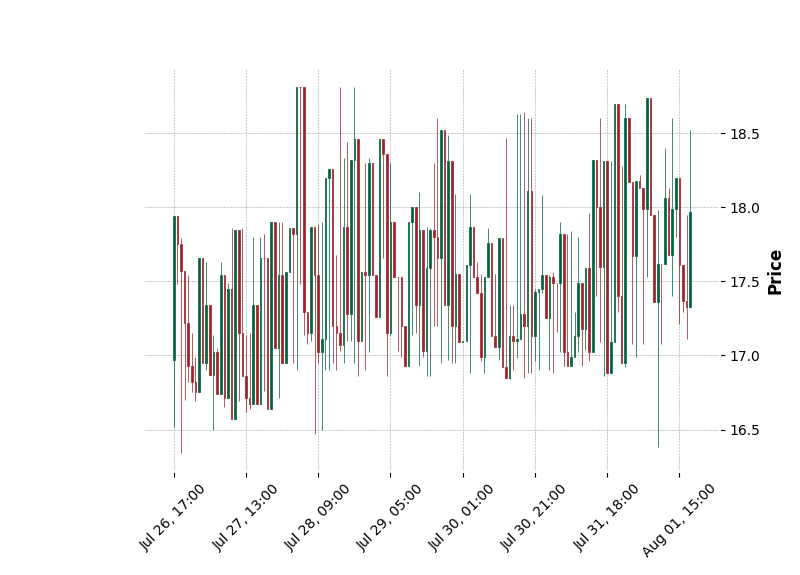 18.5
18.0
17.5
17.0
16.5
Price
Jul 26, 17:00
Jul 27, 13:00
Jul 28, 09:00
Jul 29, 05:00
Jul 30, 01:00
Jul 30, 21:00
Jul 31, 18:00
Aug 01, 15:00